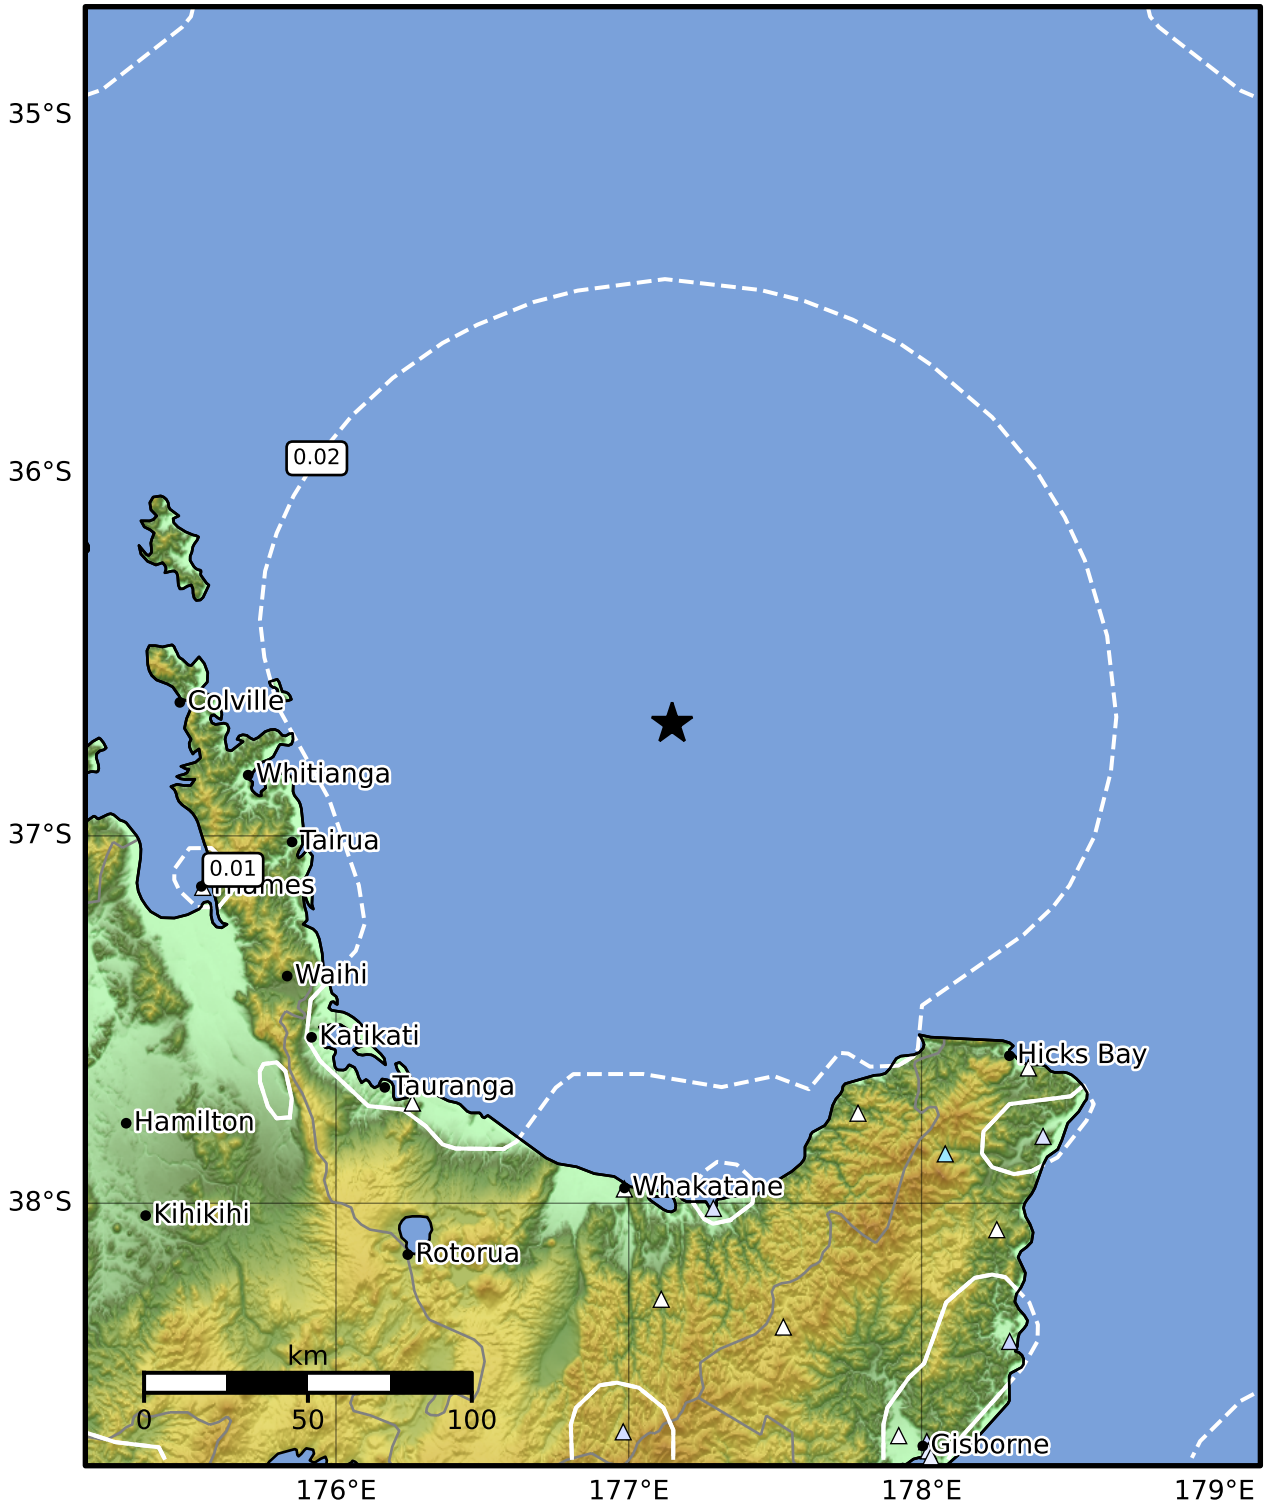 35°S
36°S
0.02
Colville
Whitianga
37°S
Tairua
0.01
Thames
Waihi
Katikati
Hicks Bay
Tauranga
Hamilton
Whakatane
38°S
Kihikihi
Rotorua
km
0 50 100
Gisborne
176°E 177°E 178°E 179°E